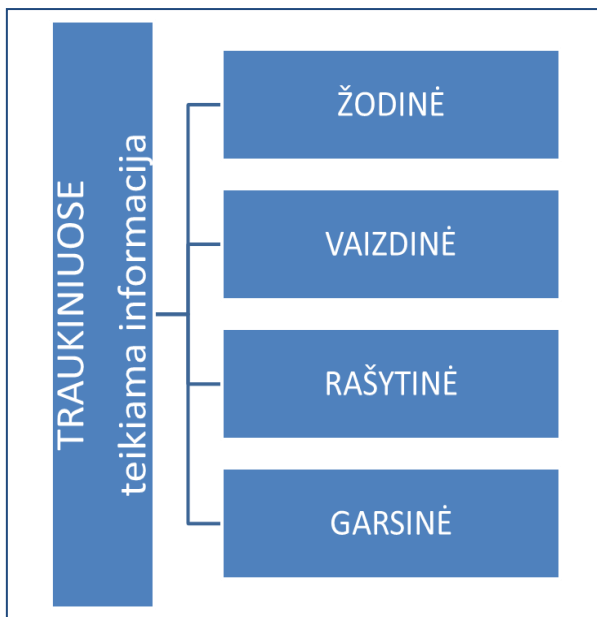 TRAUKINIUOSE
teikiama informacija
ŽODINĖ
VAIZDINĖ
RAŠYTINĖ
GARSINĖ